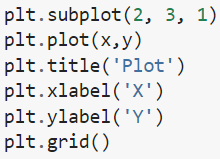 plt.subplot(2, 3, 1)
plt.plot(x,y)
plt.title('Plot')
plt.xlabel('X')
plt.ylabel('Y')
plt.grid()